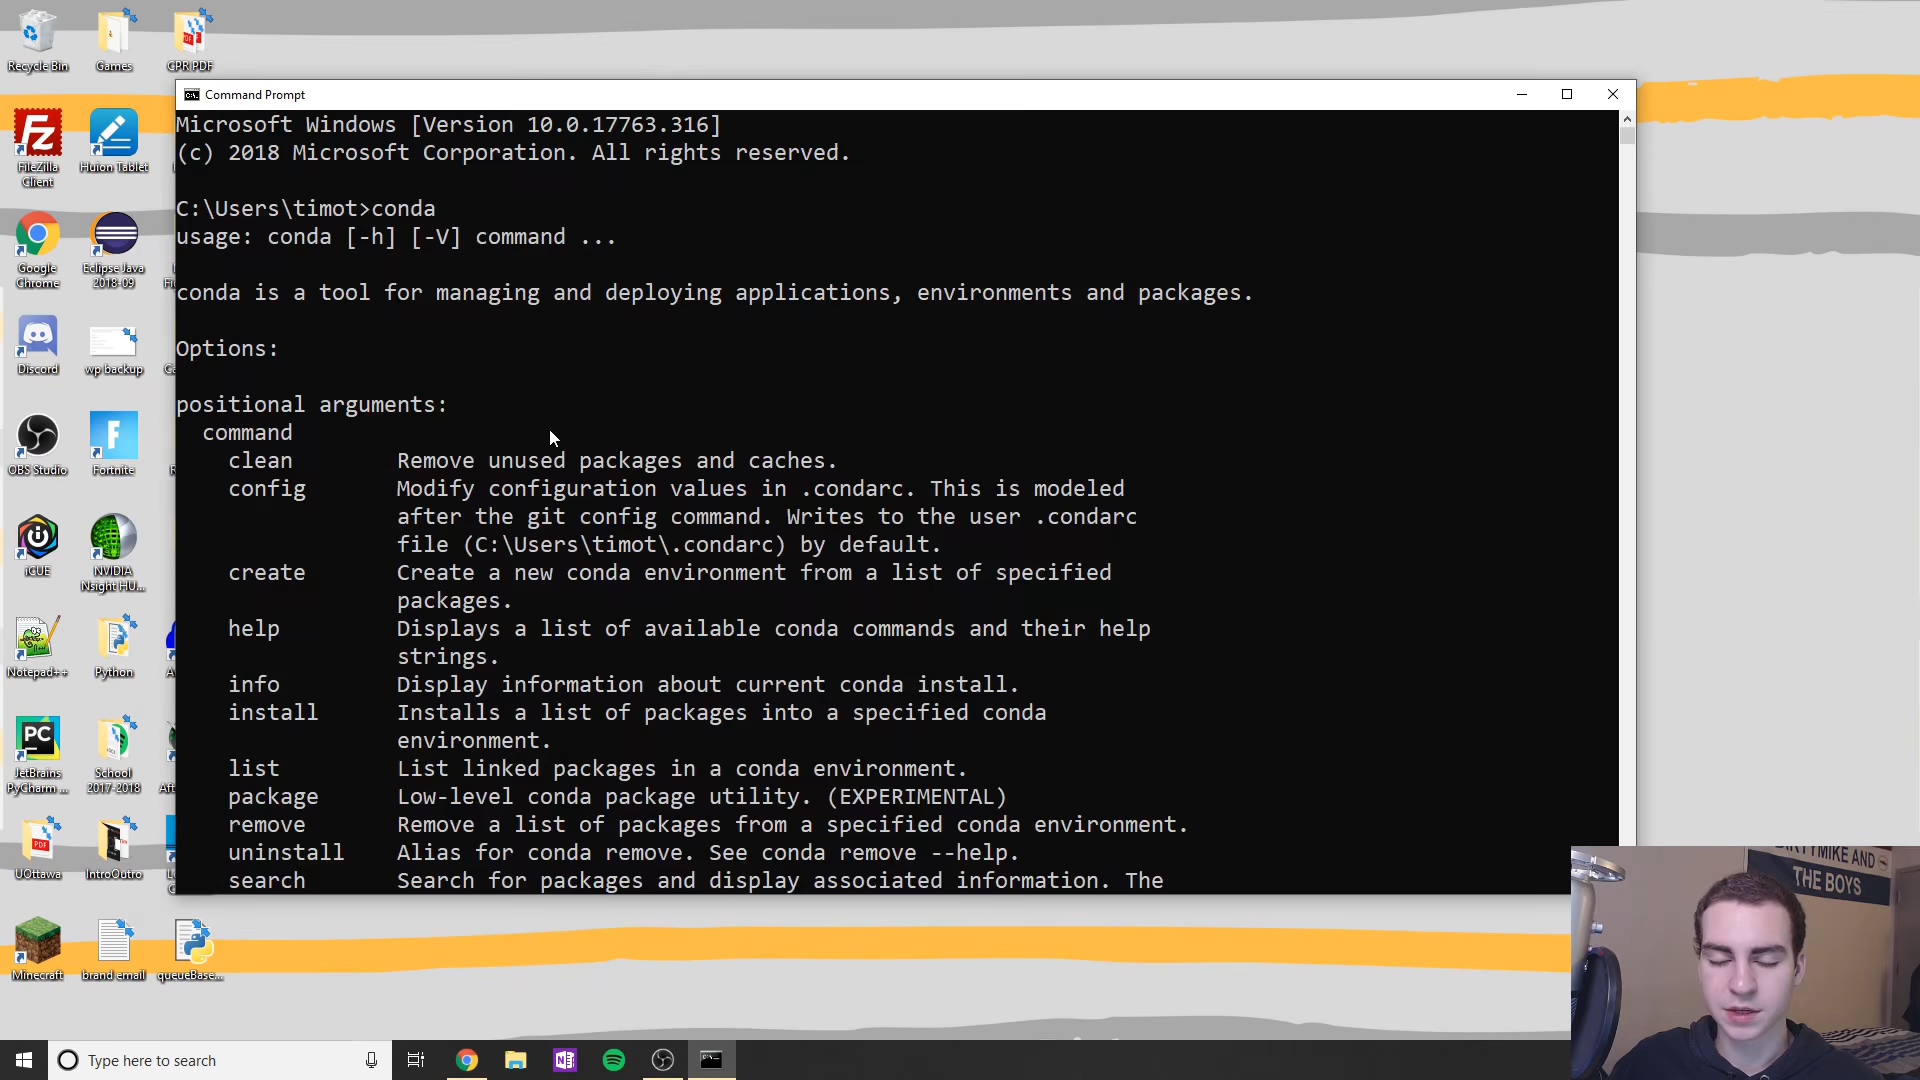 Recycle Bin
Games
CPR PDF
Command Prompt
Microsoft Windows [Version 10.0.17763.316]
(c) 2018 Microsoft Corporation. All rights reserved.
C:\Users\timot>conda
usage: conda [-h] [-V] command ...
conda is a tool for managing and deploying applications, environments and packages.
Options:
positional arguments:
command
clean Remove unused packages and caches.
config Modify configuration values in .condarc. This is modeled
after the git config command. Writes to the user .condarc
file (C:\Users\timot\.condarc) by default.
create Create a new conda environment from a list of specified
packages.
help Displays a list of available conda commands and their help
strings.
info Display information about current conda install.
install Installs a list of packages into a specified conda
environment.
list List linked packages in a conda environment.
package Low-level conda package utility. (EXPERIMENTAL)
remove Remove a list of packages from a specified conda environment.
uninstall Alias for conda remove. See conda remove --help.
search Search for packages and display associated information. The
FileZilla
Client
Huion Tablet
Google
Chrome
Eclipse Java
2018-09
Discord
wp backup
OBS Studio
Fortnite
iCUE
NVIDIA
Nsight HU...
Notepad++
Python
JetBrains
PyCharm ...
School
2017-2018
UOttawa
IntroOutro
Minecraft
brand email
queueBase...
DIRTYMIKE AND
THE BOYS
Type here to search